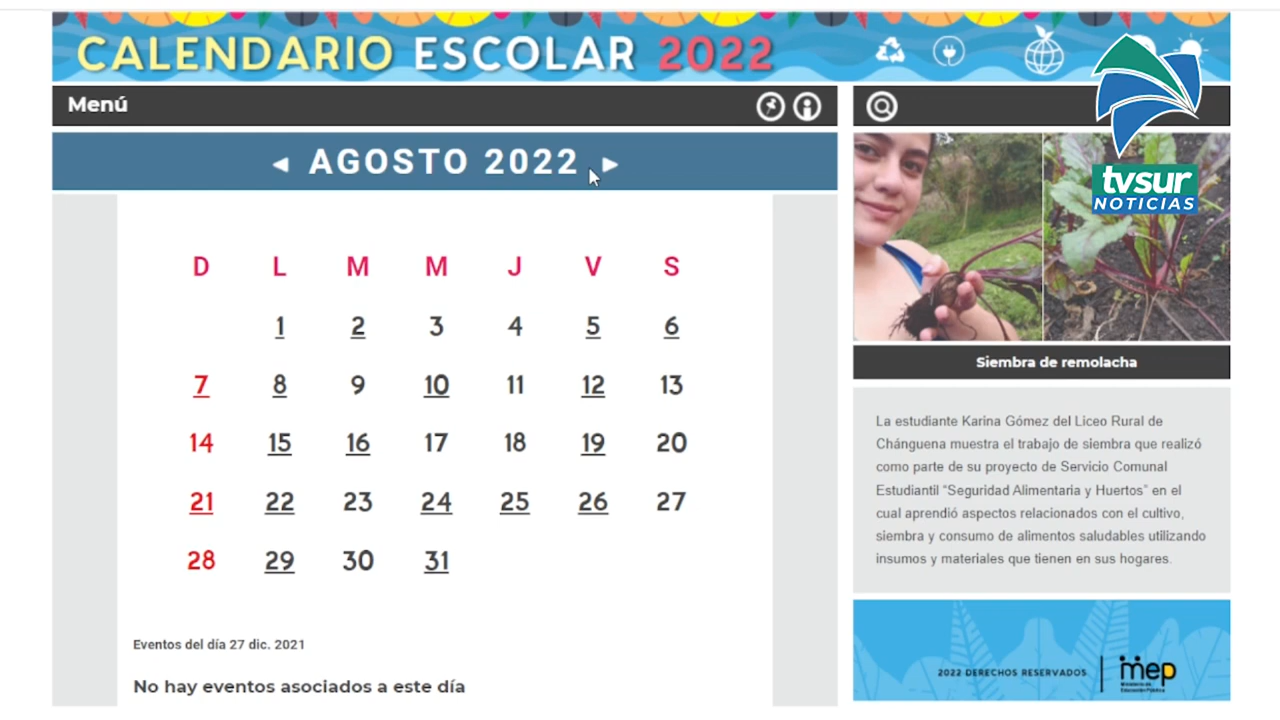 CALENDARIO ESCOLAR 2022
Menú
AGOSTO 2022
D L M M J V S
1 2 3 4 5 6
7 8 9 10 11 12 13
14 15 16 17 18 19 20
21 22 23 24 25 26 27
28 29 30 31
Eventos del día 27 dic. 2021
No hay eventos asociados a este día
tvsur
NOTICIAS
Siembra de remolacha
La estudiante Karina Gómez del Liceo Rural de
Chánguena muestra el trabajo de siembra que realizó
como parte de su proyecto de Servicio Comunal
Estudiantil “Seguridad Alimentaria y Huertos” en el
cual aprendió aspectos relacionados con el cultivo,
siembra y consumo de alimentos saludables utilizando
insumos y materiales que tienen en sus hogares.
2022 DERECHOS RESERVADOS
mep
Ministerio de
Educación Pública